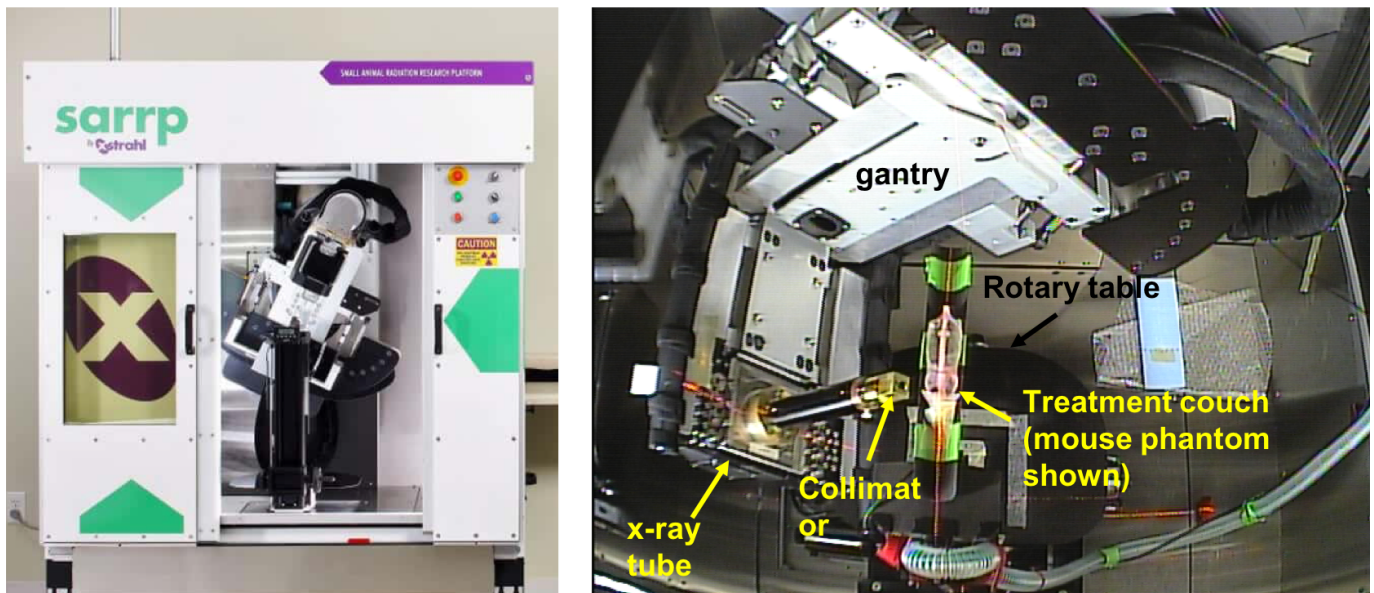 SMALL ANIMAL RADIATION RESEARCH PLATFORM
sarrp
by xstrahl
CAUTION
gantry
Rotary table
Treatment couch
(mouse phantom
shown)
Collimat
or
x-ray
tube